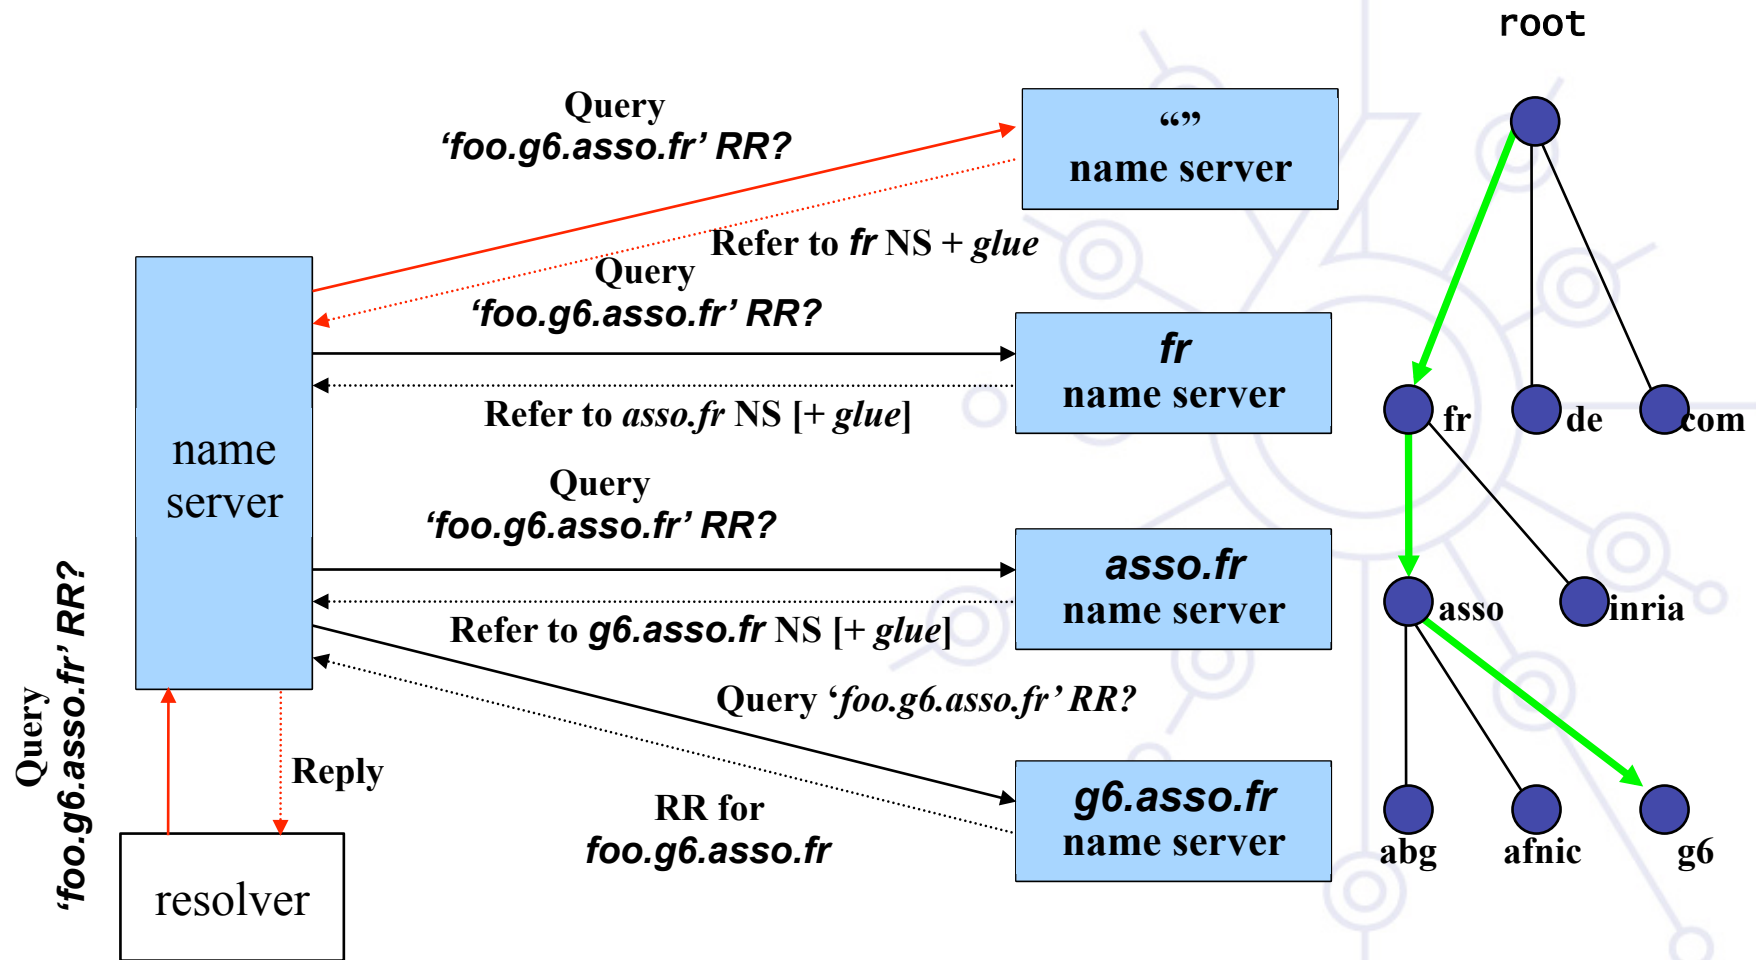 root
Query
‘foo.g6.asso.fr’ RR?
“”
name server
Refer to fr NS + glue
Query
‘foo.g6.asso.fr’ RR?
fr
name server
Refer to asso.fr NS [+ glue]
fr
de
com
name
server
Query
‘foo.g6.asso.fr’ RR?
asso.fr
name server
Refer to g6.asso.fr NS [+ glue]
asso
inria
Query ‘foo.g6.asso.fr’ RR?
Query
‘foo.g6.asso.fr’ RR?
Reply
RR for
foo.g6.asso.fr
g6.asso.fr
name server
abg
afnic
g6
resolver